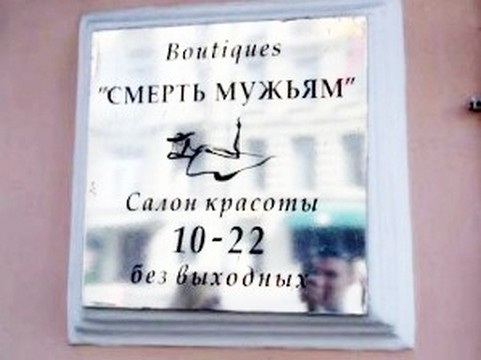 Boutiques
"СМЕРТЬ МУЖЬЯМ"
Салон красоты
10-22
без выходных